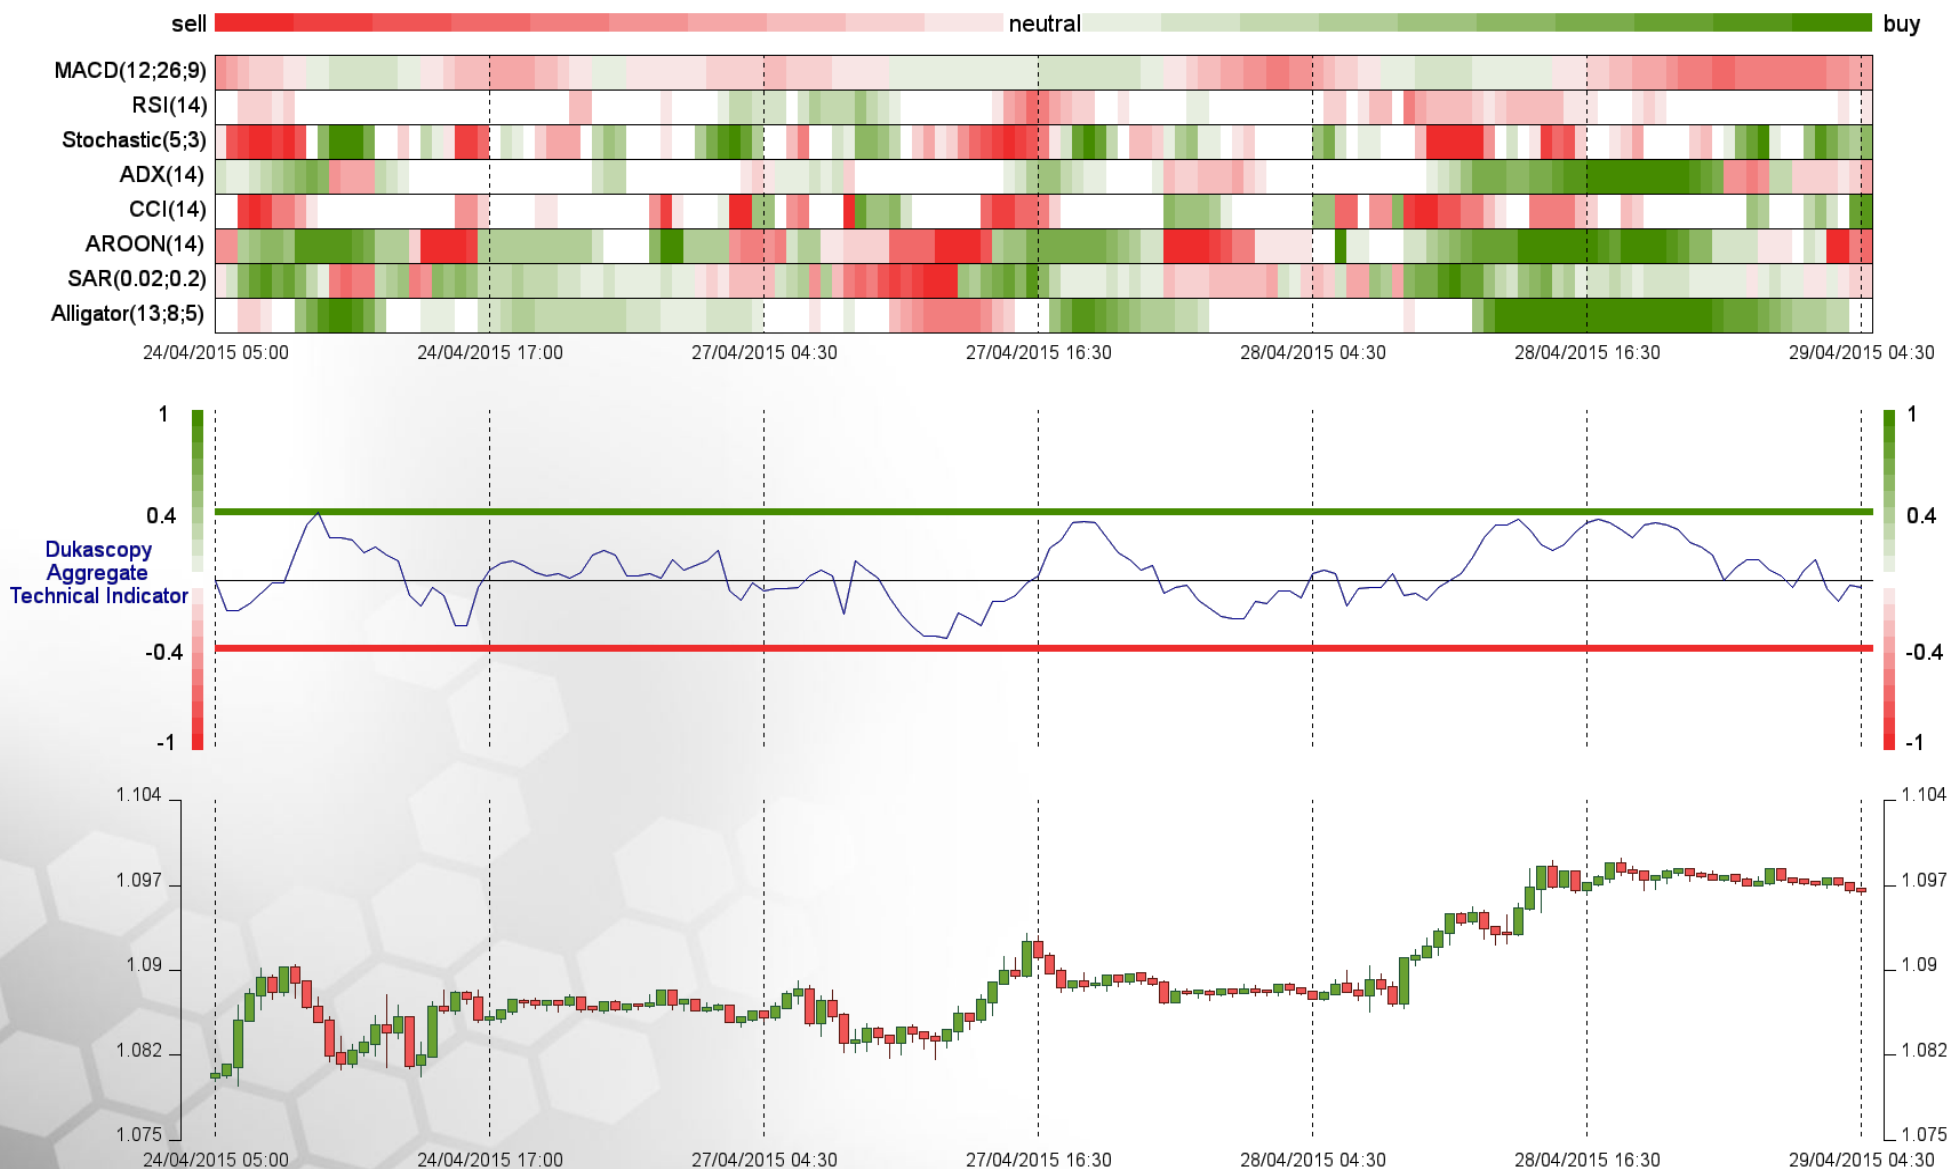 sell neutral buy
MACD(12;26;9)
RSI(14)
Stochastic(5;3)
ADX(14)
CCI(14)
AROON(14)
SAR(0.02;0.2)
Alligator(13;8;5)
24/04/2015 05:00 24/04/2015 17:00 27/04/2015 04:30 27/04/2015 16:30 28/04/2015 04:30 28/04/2015 16:30 29/04/2015 04:30
1 1
0.4 0.4
Dukascopy
Aggregate
Technical Indicator
-0.4 -0.4
-1 -1
1.104 1.104
1.097 1.097
1.09 1.09
1.082 1.082
1.075 1.075
24/04/2015 05:00 24/04/2015 17:00 27/04/2015 04:30 27/04/2015 16:30 28/04/2015 04:30 28/04/2015 16:30 29/04/2015 04:30